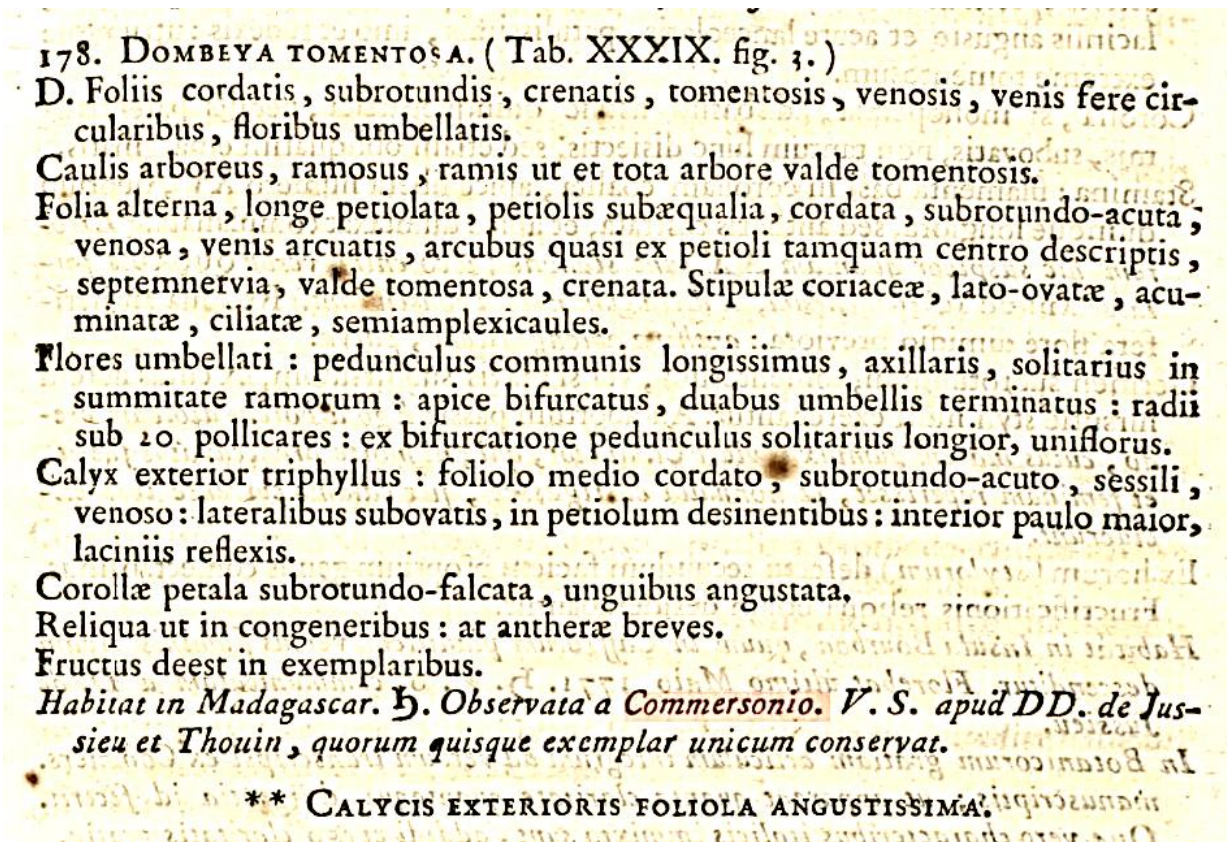 178. DOMBEYA TOMENTOSA. ( Tab. XXXIX. fig. 3. )
D. Foliis cordatis , subrotundis , crenatis , tomentosis , venosis , venis fere cir-
cularibus , floribus umbellatis.
Caulis arboreus , ramosus , ramis ut et tota arbore valde tomentosis.
Folia alterna , longe petiolata , petiolis subæqualia , cordata , subrotundo-acuta ,
venosa , venis arcuatis , arcubus quasi ex petioli tamquam centro descriptis ,
septemnervia , valde tomentosa , crenata. Stipulæ coriaceæ , lato-ovatæ , acu-
minatæ , ciliatæ , semiamplexicaules.
Flores umbellati : pedunculus communis longissimus , axillaris , solitarius in
summitate ramorum : apice bifurcatus , duabus umbellis terminatus : radii
sub 20 pollicares : ex bifurcatione pedunculus solitarius longior, uniflorus.
Calyx exterior triphyllus : foliolo medio cordato , subrotundo-acuto , sessili ,
venoso : lateralibus subovatis , in petiolum desinentibus : interior paulo maior,
laciniis reflexis.
Corollæ petala subrotundo-falcata , unguibus angustata.
Reliqua ut in congeneribus : at antheræ breves.
Fructus deest in exemplaribus.
Habitat in Madagascar. ♄. Observata a Commersonio. V. S. apud DD. de Jus-
sieu et Thouin , quorum quisque exemplar unicum conservat.
** CALYCIS EXTERIORIS FOLIOLA ANGUSTISSIMA.